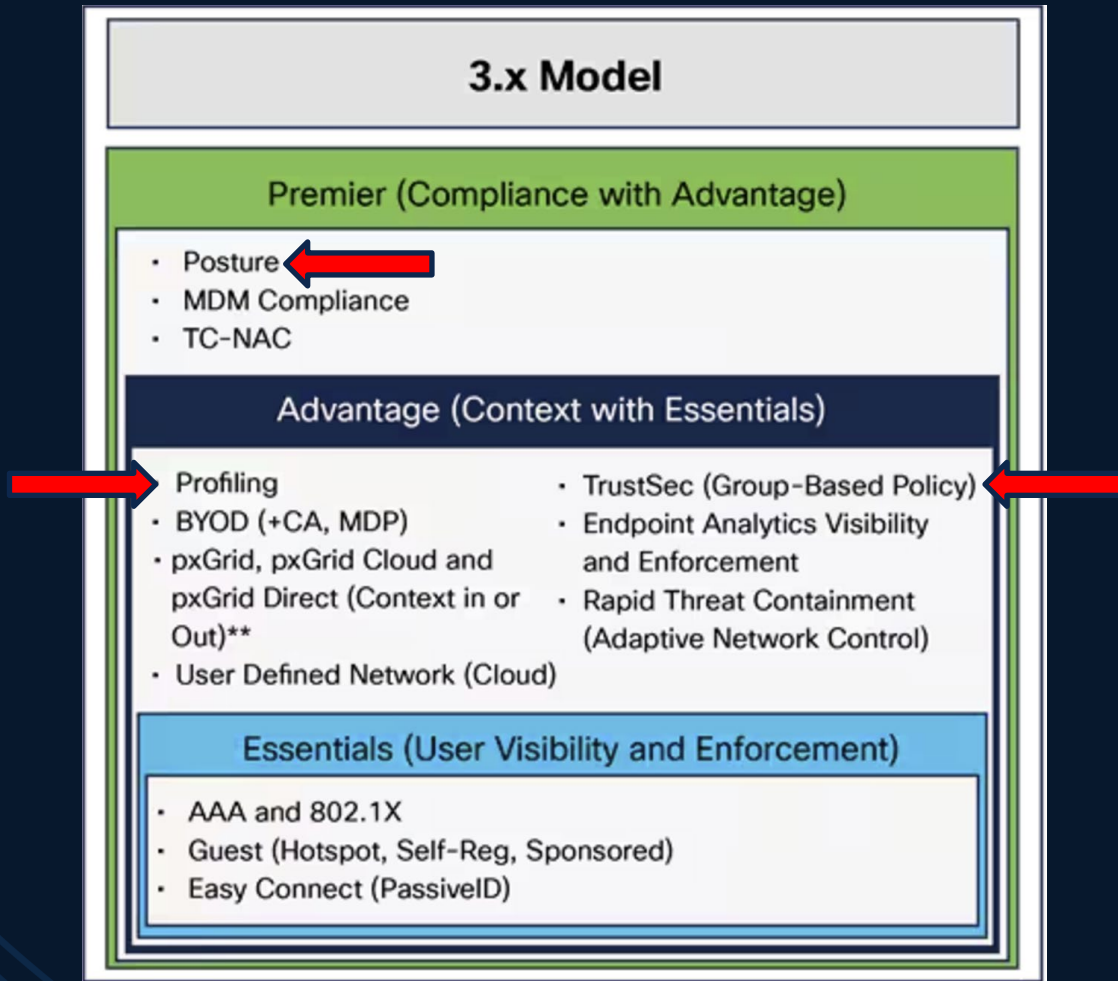 3.x Model
Premier (Compliance with Advantage)
· Posture
· MDM Compliance
· TC-NAC
Advantage (Context with Essentials)
Profiling
· BYOD (+CA, MDP)
· pxGrid, pxGrid Cloud and
pxGrid Direct (Context in or
Out)**
· User Defined Network (Cloud)
· TrustSec (Group-Based Policy)
· Endpoint Analytics Visibility
and Enforcement
· Rapid Threat Containment
(Adaptive Network Control)
Essentials (User Visibility and Enforcement)
· AAA and 802.1X
· Guest (Hotspot, Self-Reg, Sponsored)
· Easy Connect (PassiveID)